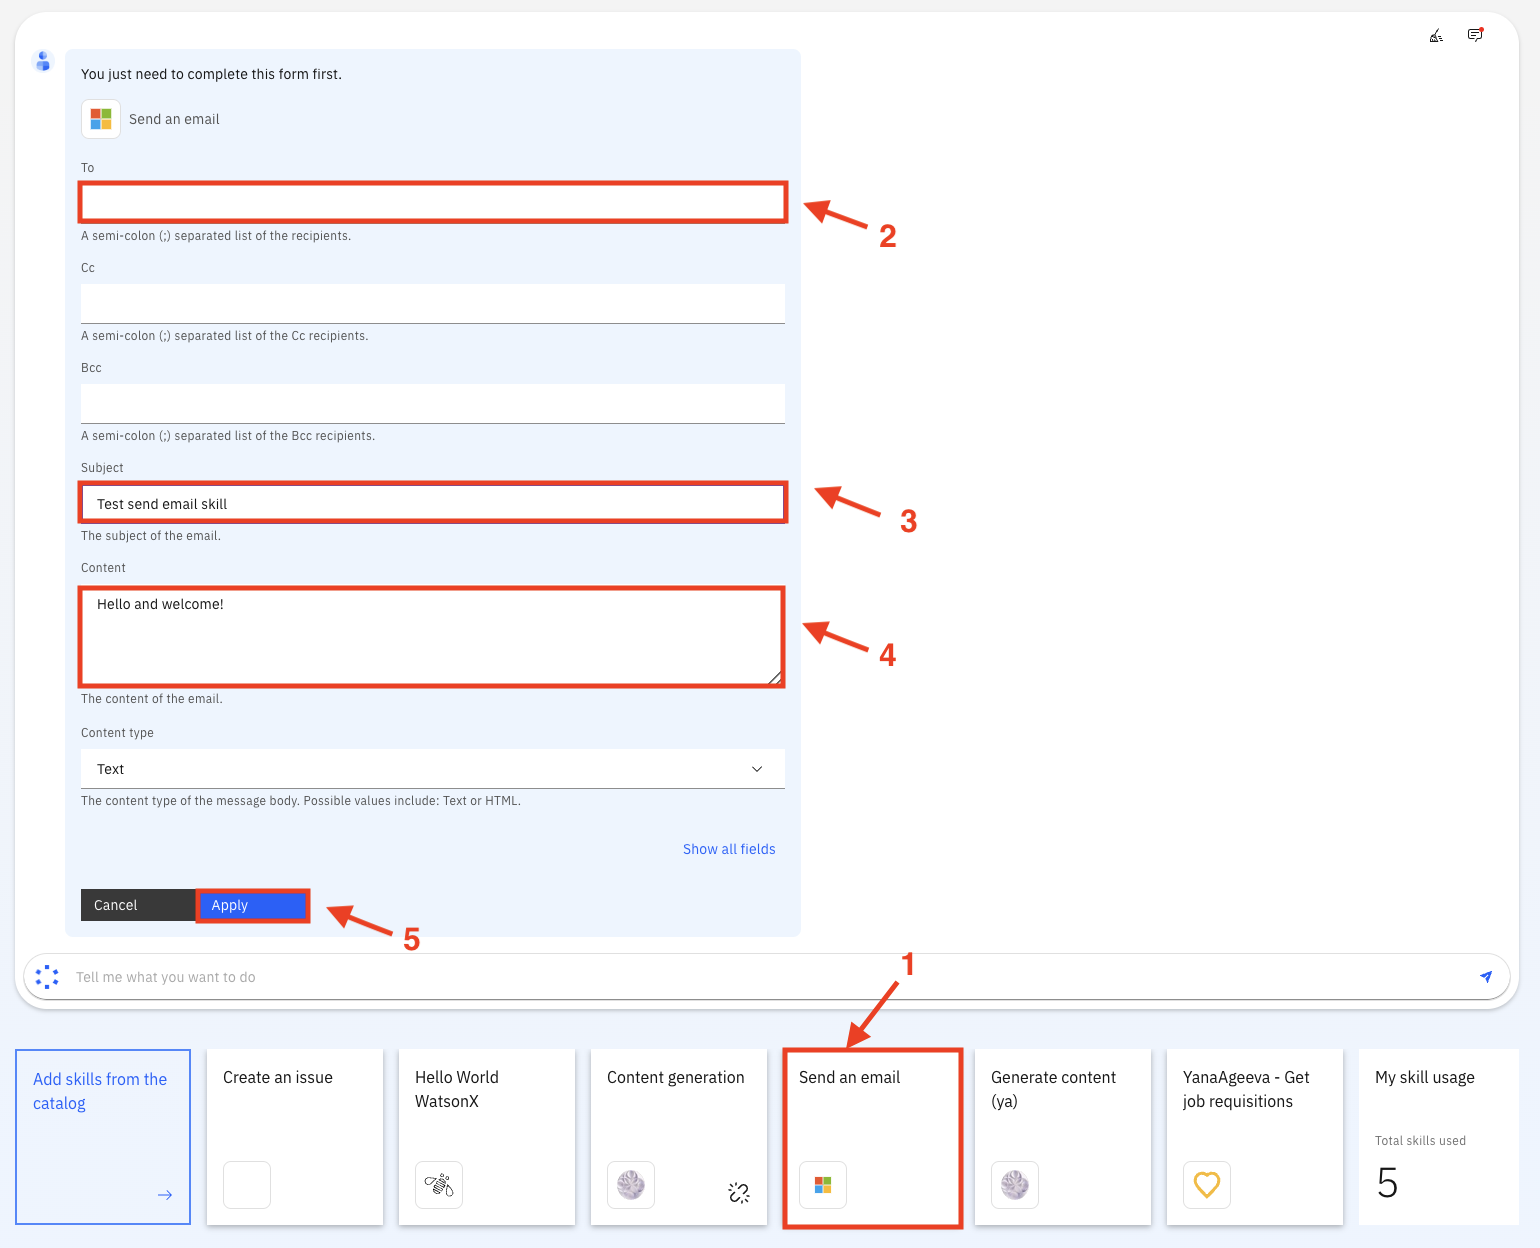 You just need to complete this form first.
Send an email
To
2
A semi-colon (;) separated list of the recipients.
Cc
A semi-colon (;) separated list of the Cc recipients.
Bcc
A semi-colon (;) separated list of the Bcc recipients.
Subject
Test send email skill
3
The subject of the email.
Content
Hello and welcome!
4
The content of the email.
Content type
Text
The content type of the message body. Possible values include: Text or HTML.
Show all fields
Cancel
Apply
5
1
Tell me what you want to do
Add skills from the
catalog
Create an issue
Hello World
WatsonX
Content generation
Send an email
Generate content
(ya)
YanaAgeeva - Get
job requisitions
My skill usage
Total skills used
5